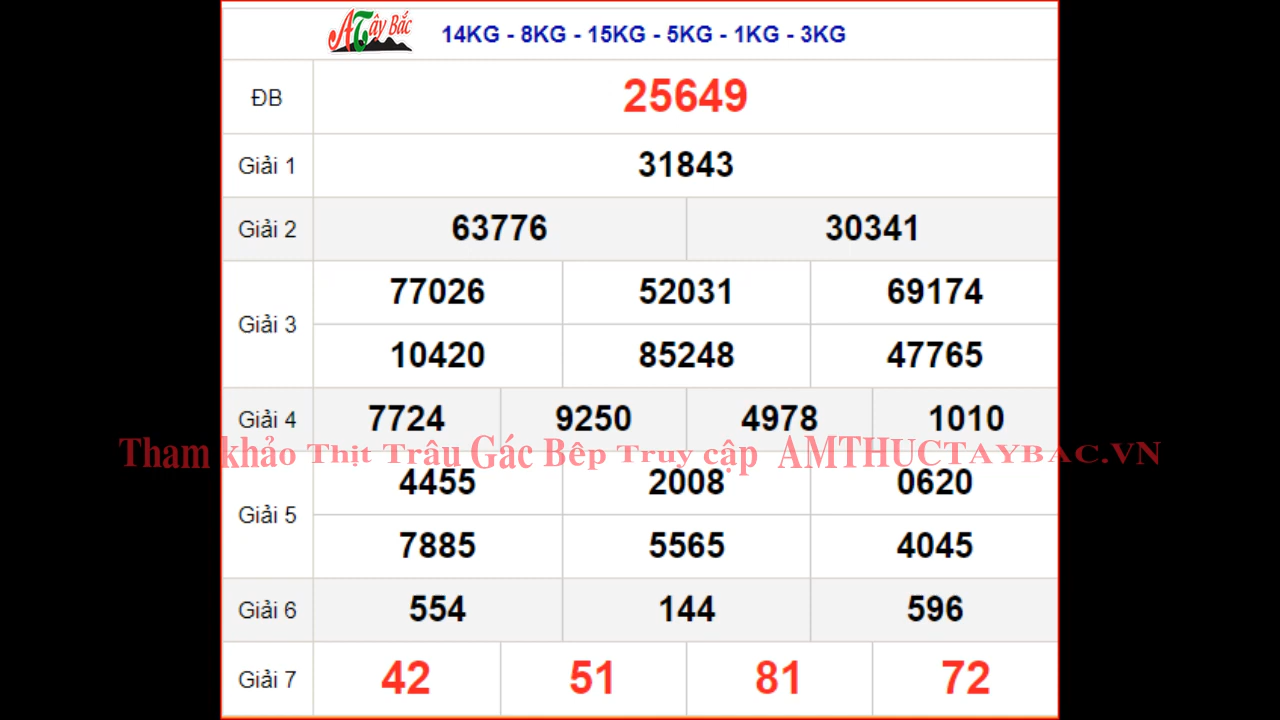 ATây Bắc 14KG - 8KG - 15KG - 5KG - 1KG - 3KG
ĐB 25649
Giải 1 31843
Giải 2 63776 30341
Giải 3 77026 52031 69174
10420 85248 47765
Giải 4 7724 9250 4978 1010
Tham khảo Thịt Trâu Gác Bếp Truy cập AMTHUCTAYBAC.VN
Giải 5 4455 2008 0620
7885 5565 4045
Giải 6 554 144 596
Giải 7 42 51 81 72